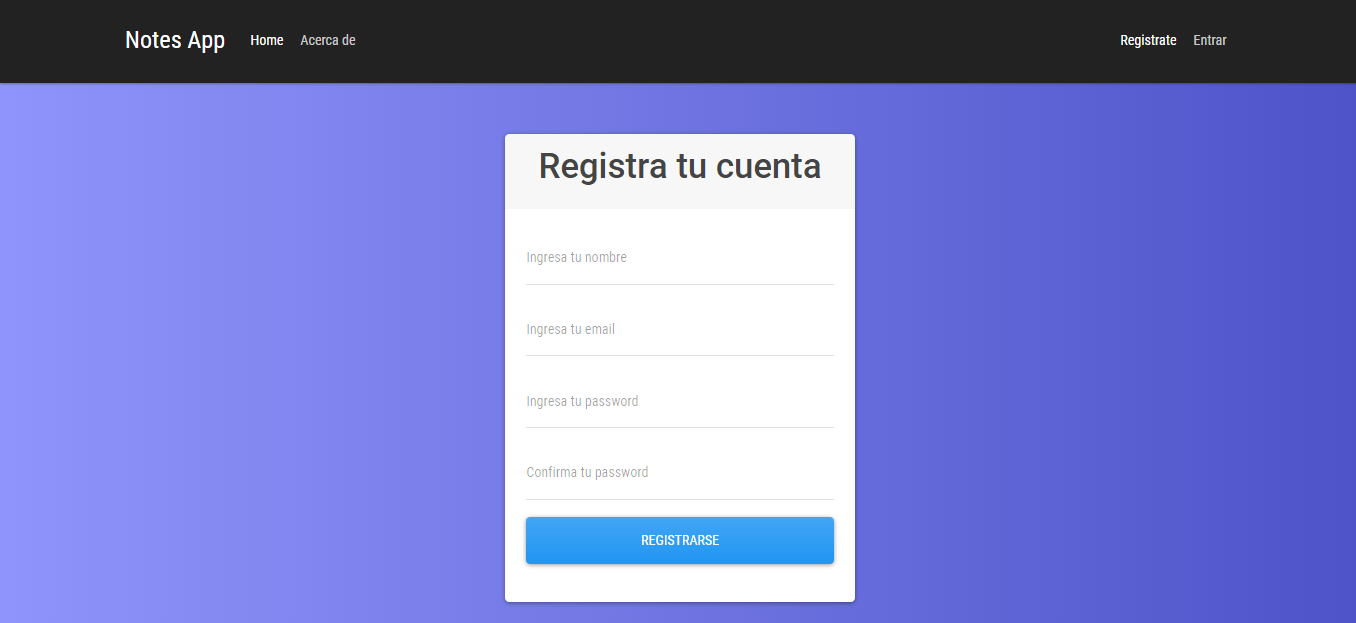 Notes App Home Acerca de Registrate Entrar
Registra tu cuenta
Ingresa tu nombre
Ingresa tu email
Ingresa tu password
Confirma tu password
REGISTRARSE